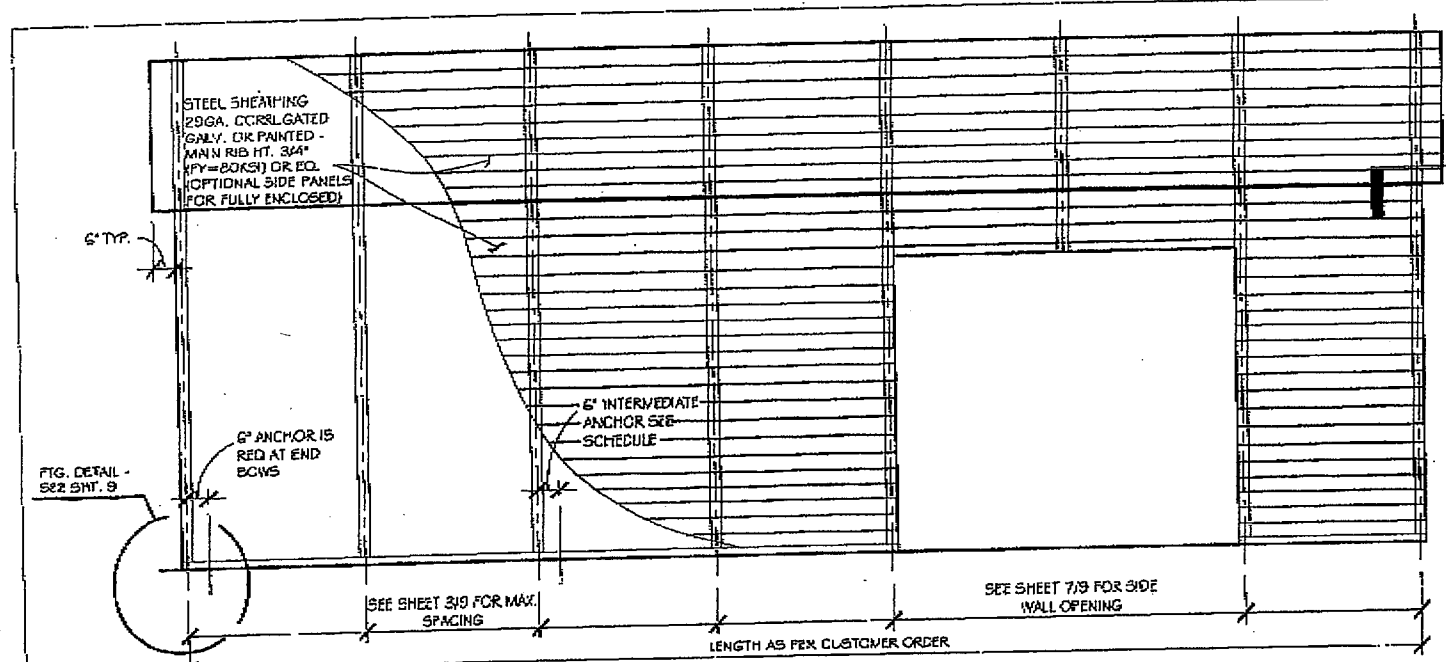 STEEL SHEATHING
29GA. CORRUGATED
GALV. OR PAINTED -
MAIN RIB HT. 3/4"
(FY=80KSI) OR EQ.
(OPTIONAL SIDE PANELS
FOR FULLY ENCLOSED)
6" TYP.
6" INTERMEDIATE
ANCHOR SEE
SCHEDULE
6" ANCHOR IS
REQ AT END
BOWS
FTG. DETAIL -
SEE SHT. 9
SEE SHEET 3/9 FOR MAX.
SPACING
SEE SHEET 7/9 FOR SIDE
WALL OPENING
LENGTH AS PER CUSTOMER ORDER